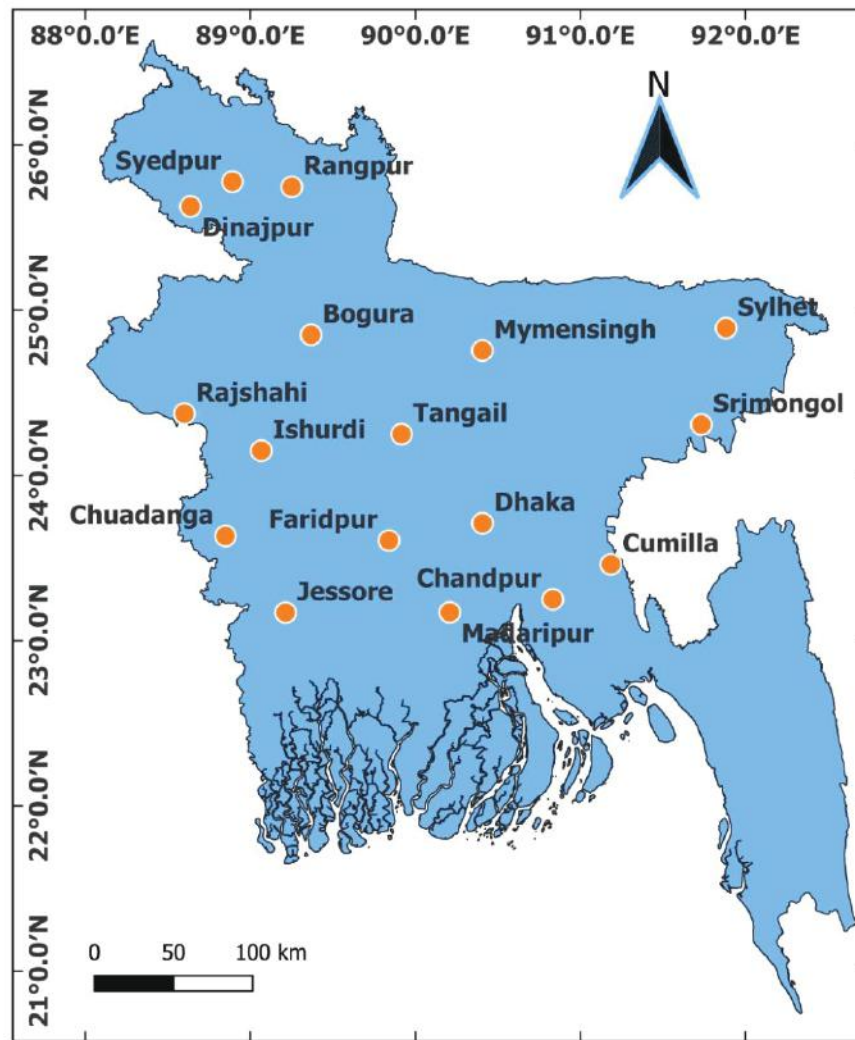 88°0.0′E 89°0.0′E 90°0.0′E 91°0.0′E 92°0.0′E
N
26°0.0′N
Syedpur
Rangpur
Dinajpur
25°0.0′N
Sylhet
Bogura
Mymensingh
Rajshahi
Srimongol
Tangail
Ishurdi
24°0.0′N
Dhaka
Chuadanga
Faridpur
Cumilla
Chandpur
Jessore
Madaripur
23°0.0′N
22°0.0′N
0 50 100 km
21°0.0′N